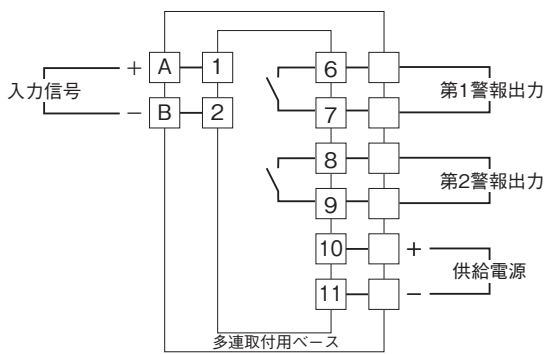 入力信号
+ A 1
− B 2
6
7
第1警報出力
8
9
第2警報出力
10 +
11 −
供給電源
多連取付用ベース